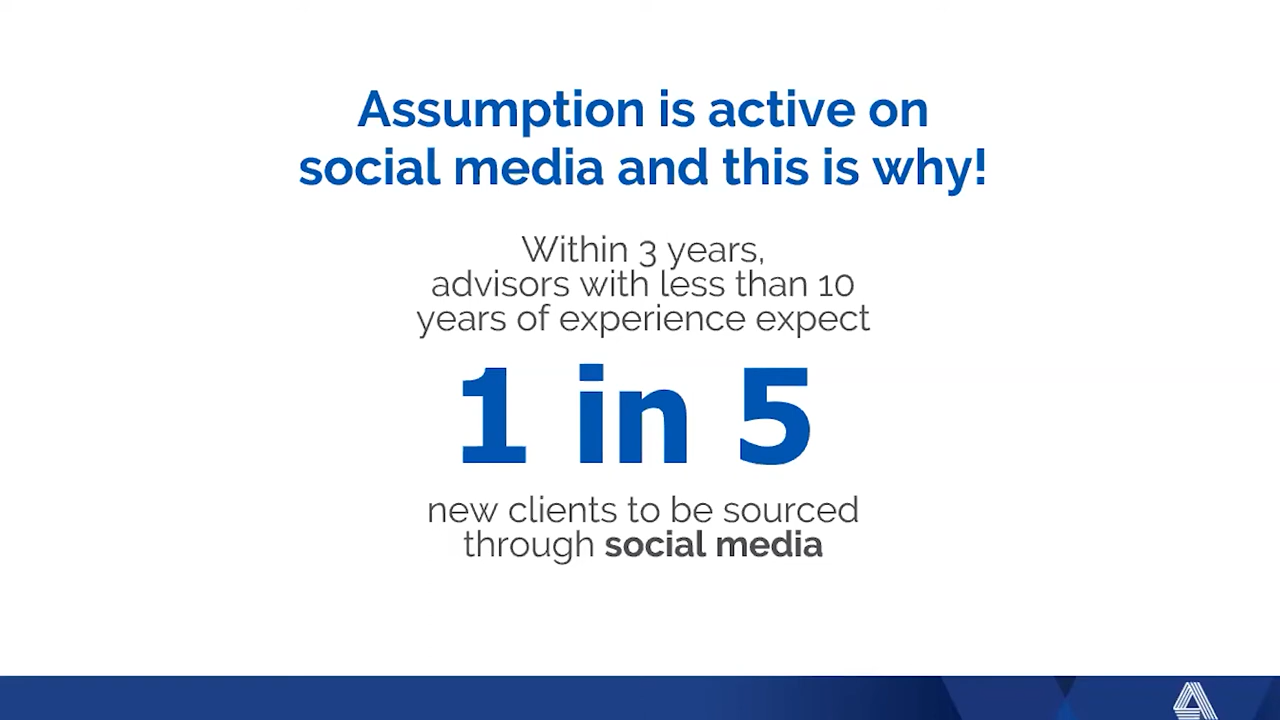 Assumption is active on
social media and this is why!
Within 3 years,
advisors with less than 10
years of experience expect
1 in 5
new clients to be sourced
through social media